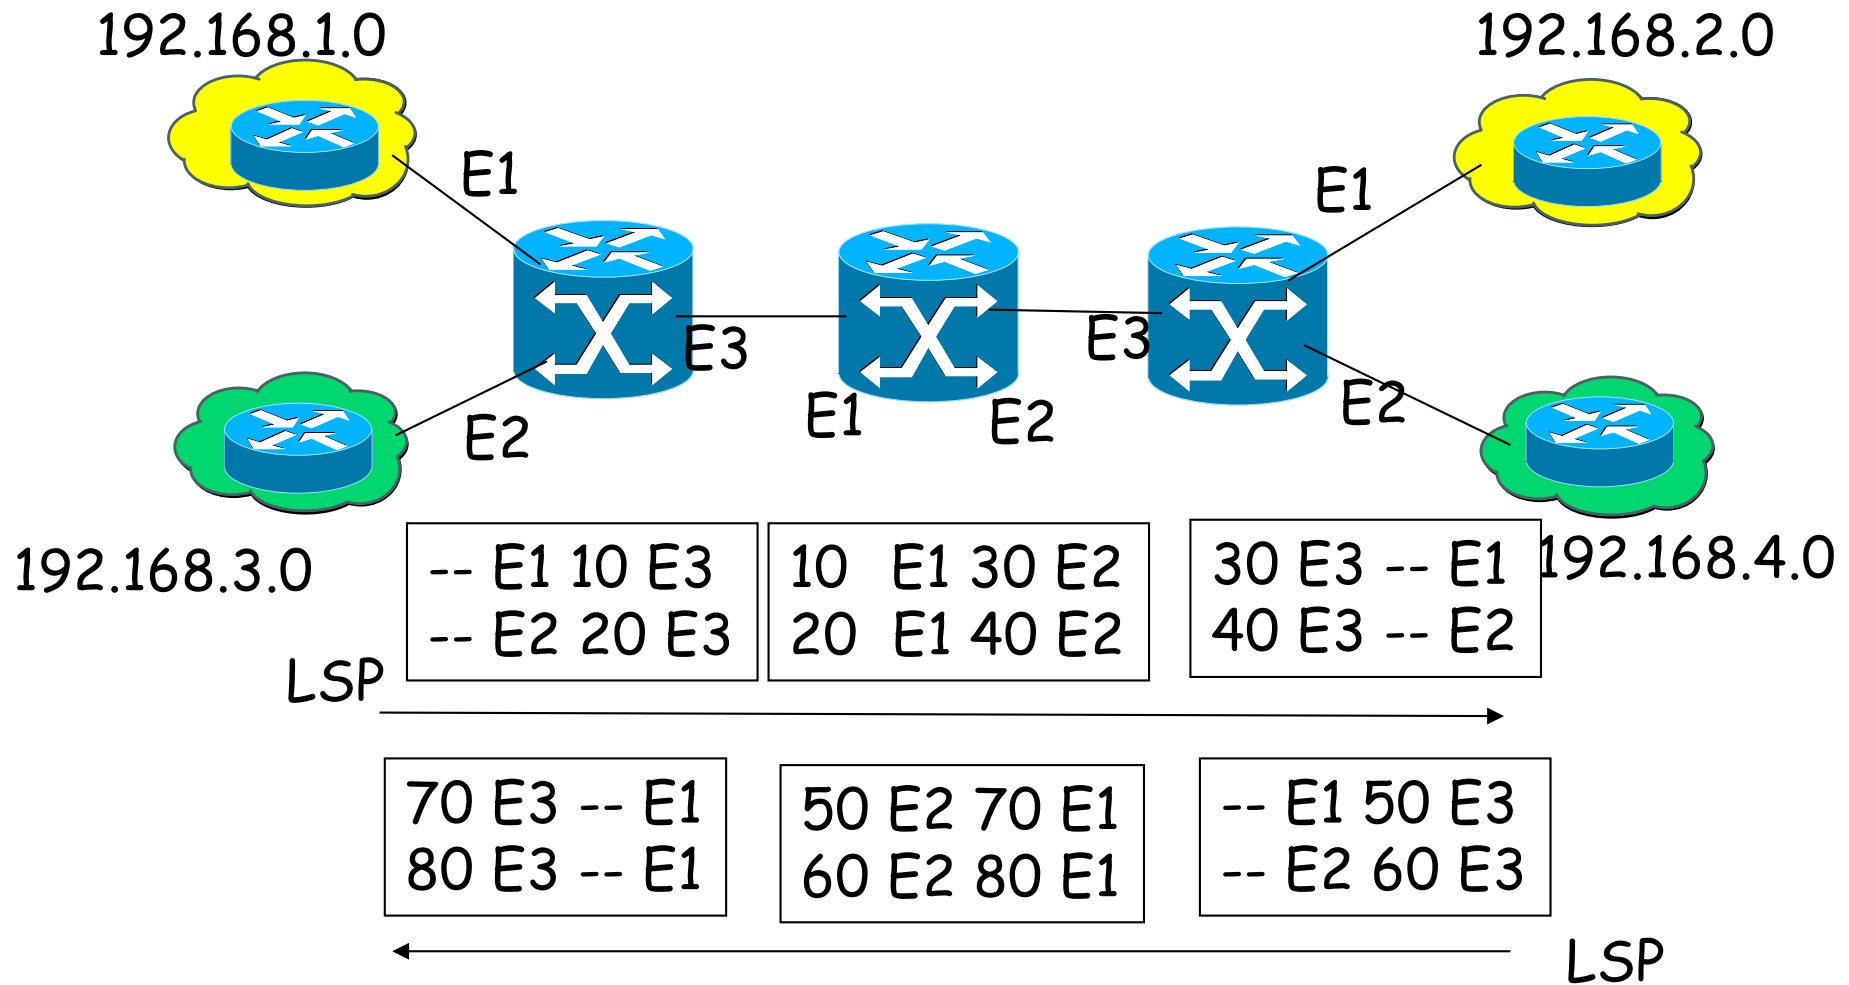 192.168.1.0
192.168.2.0
E1
E1
E3
E3
E1
E2
E2
E2
192.168.3.0
192.168.4.0
-- E1 10 E3
-- E2 20 E3
10 E1 30 E2
20 E1 40 E2
30 E3 -- E1
40 E3 -- E2
LSP
70 E3 -- E1
80 E3 -- E1
50 E2 70 E1
60 E2 80 E1
-- E1 50 E3
-- E2 60 E3
LSP